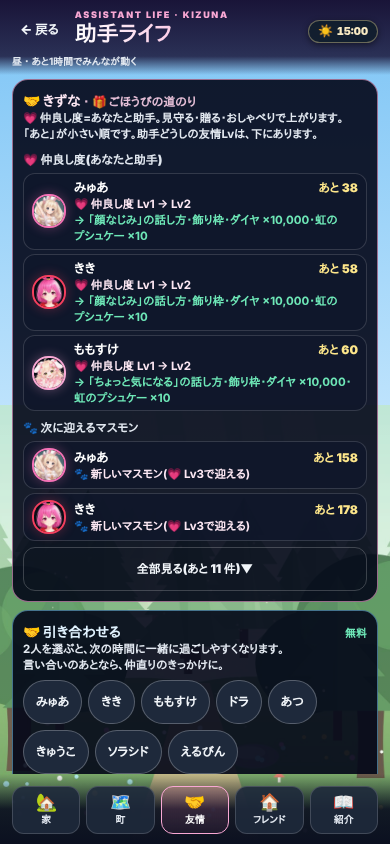 ASSISTANT LIFE · KIZUNA
← 戻る 助手ライフ
☀️ 15:00
昼・あと1時間でみんなが動く
🤝 きずな・🎁 ごほうびの道のり
💗 仲良し度=あなたと助手。見守る・贈る・おしゃべりで上がります。
「あと」が小さい順です。助手どうしの友情Lvは、下にあります。
💗 仲良し度(あなたと助手)
みゅあ あと 38
💗 仲良し度 Lv1 → Lv2
→ 「顔なじみ」の話し方・飾り枠・ダイヤ ×10,000・虹の
プシュケー ×10
きき あと 58
💗 仲良し度 Lv1 → Lv2
→ 「顔なじみ」の話し方・飾り枠・ダイヤ ×10,000・虹の
プシュケー ×10
ももすけ あと 60
💗 仲良し度 Lv1 → Lv2
→ 「ちょっと気になる」の話し方・飾り枠・ダイヤ ×10,000・
虹のプシュケー ×10
🐾 次に迎えるマスモン
みゅあ あと 158
🐾 新しいマスモン(💗 Lv3で迎える)
きき あと 178
🐾 新しいマスモン(💗 Lv3で迎える)
全部見る(あと 11 件)▼
🤝 引き合わせる 無料
2人を選ぶと、次の時間に一緒に過ごしやすくなります。
言い合いのあとなら、仲直りのきっかけに。
みゅあ きき ももすけ ドラ あつ
きゅうこ ソラシド えるぴん
家 町 友情 フレンド 紹介